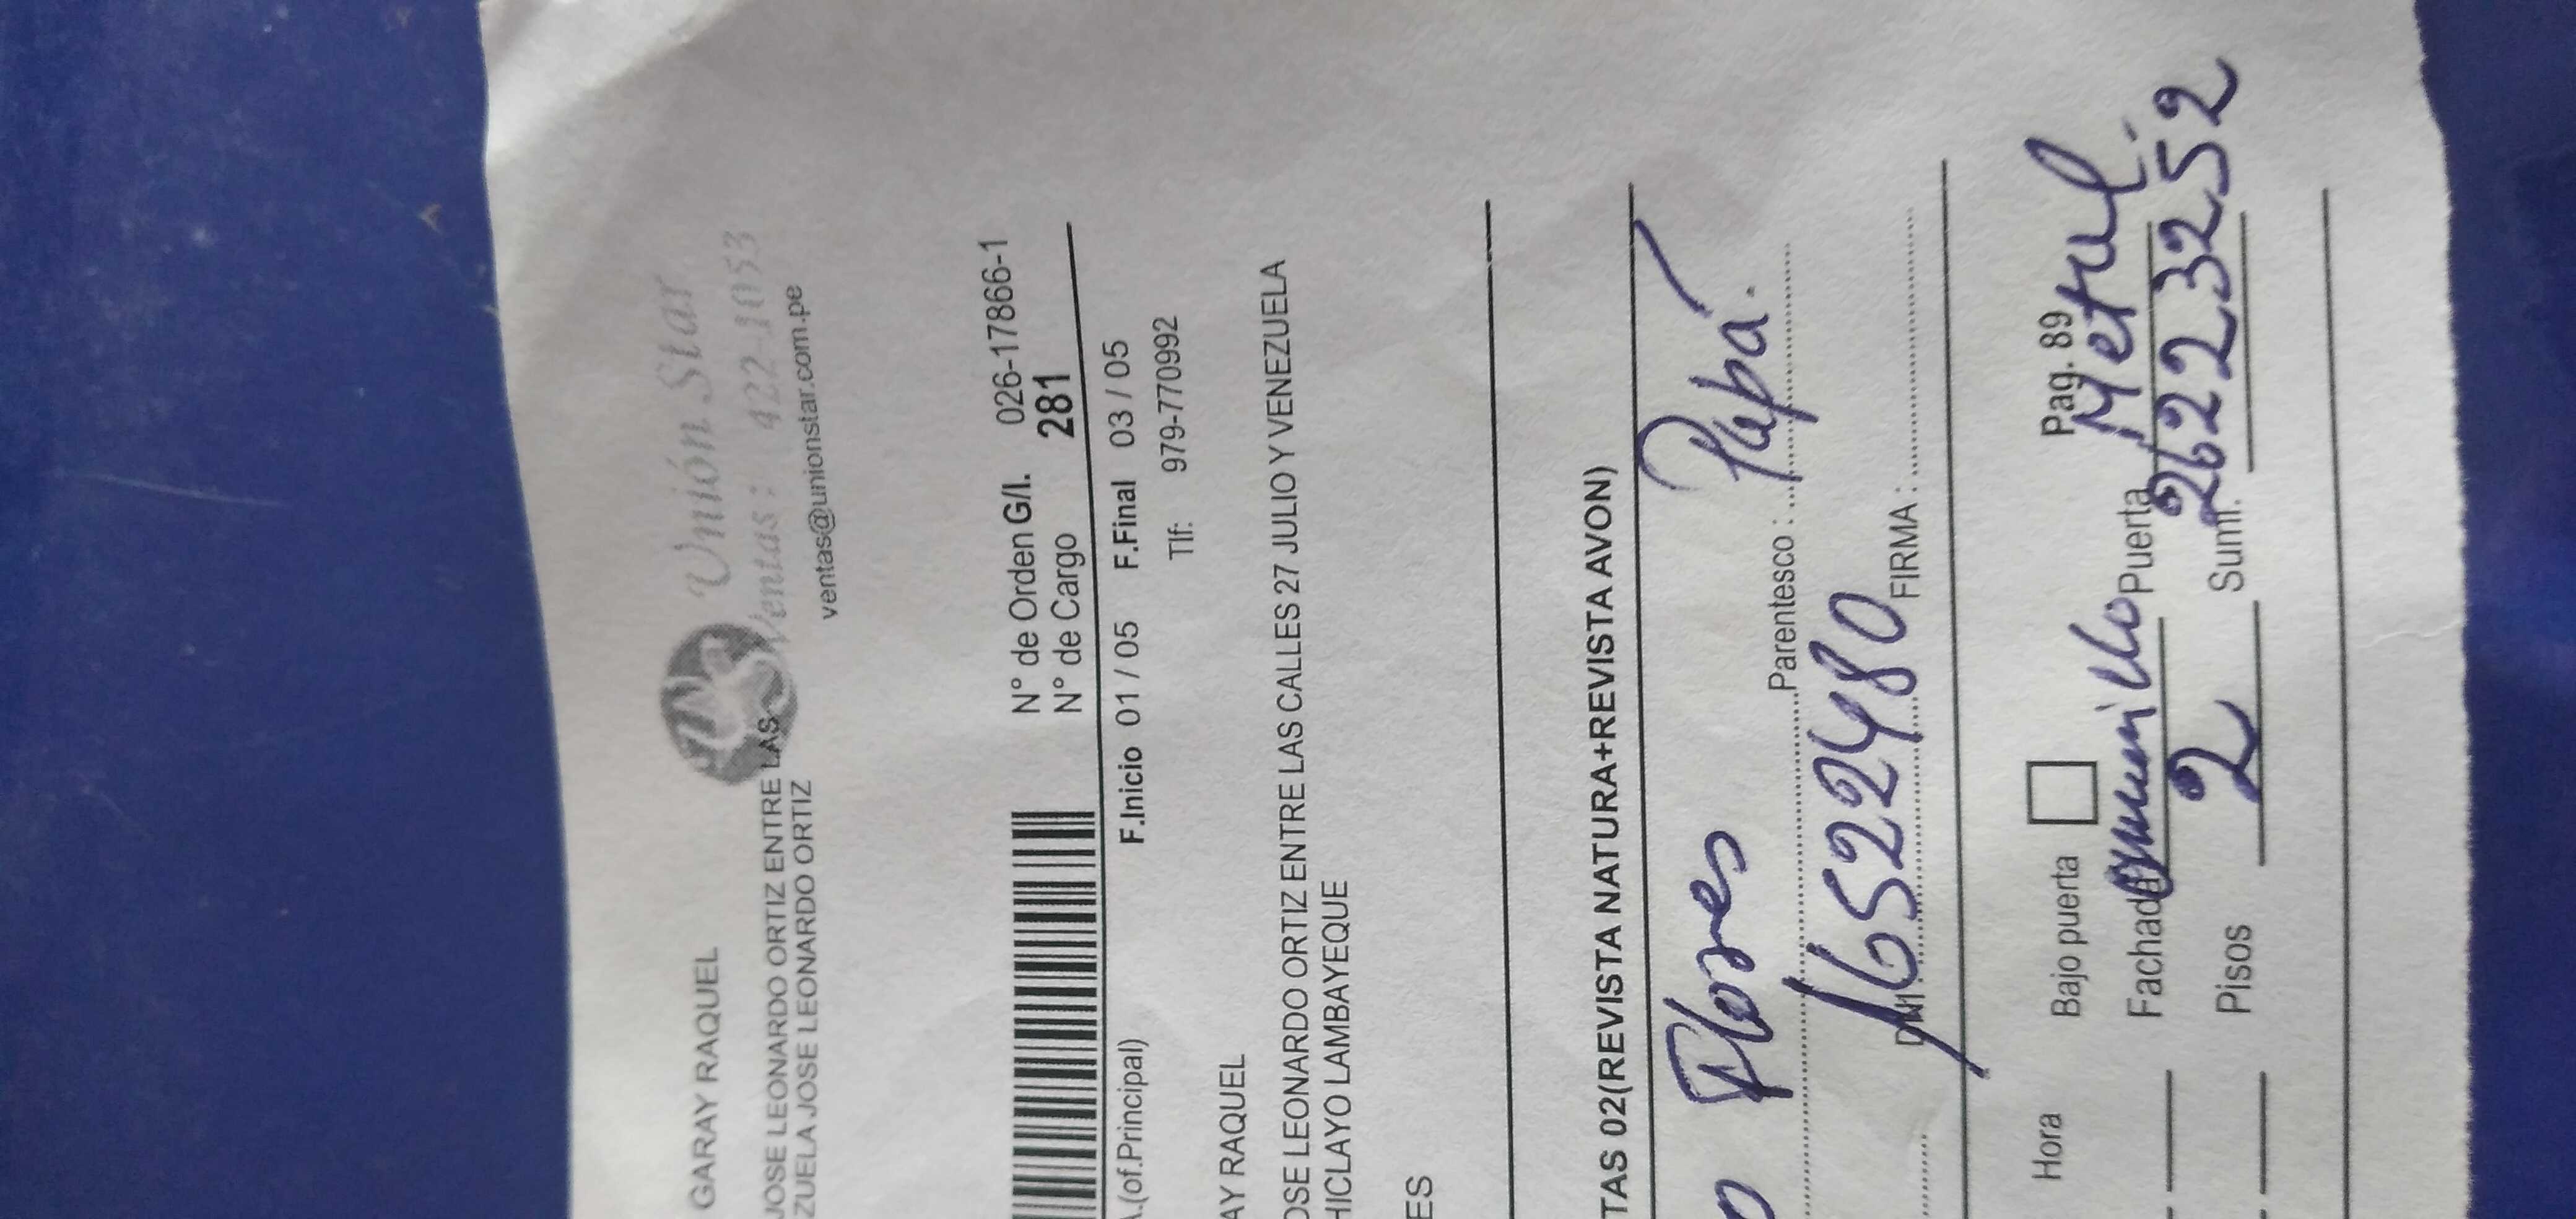 Unión Star
GARAY RAQUEL
Ventas: 422-1053
JOSE LEONARDO ORTIZ ENTRE LAS
ZUELA JOSE LEONARDO ORTIZ
ventas@unionstar.com.pe
N° de Orden G/I. 026-17866-1
N° de Cargo 281
.(of.Principal) F.Inicio 01 / 05 F.Final 03 / 05
Tlf: 979-770992
AY RAQUEL
OSE LEONARDO ORTIZ ENTRE LAS CALLES 27 JULIO Y VENEZUELA
HICLAYO LAMBAYEQUE
ES
TAS 02(REVISTA NATURA+REVISTA AVON)
Flores Parentesco : Papá.
D.N.I 16522480 FIRMA :
Hora Bajo puerta Pag. 89
Fachada amarillo Puerta Metal.
Pisos 2 Sumi. 26223252